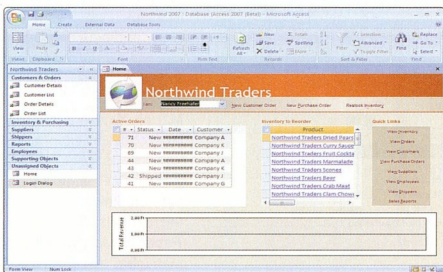 Northwind 2007 : Database (Access 2007 (Beta)) - Microsoft Access
Home Create External Data Database Tools
View
Paste
Refresh All
New
Save
Delete
Totals
Spelling
More
Filter
Advanced
Toggle Filter
Find
Replace
Go To
Select
Views Clipboard Font Rich Text Records Sort & Filter Find
Northwind Traders
Customers & Orders
Customer Details
Customer List
Order Details
Order List
Inventory & Purchasing
Suppliers
Shippers
Reports
Employees
Supporting Objects
Unassigned Objects
Home
Login Dialog
Home
Northwind Traders
I am: Nancy Freehafer New Customer Order New Purchase Order Restock Inventory
Active Orders
# Status Date Customer
71 New ######## Company A
70 New ######## Company K
69 New ######## Company J
44 New ######## Company A
43 New ######## Company K
42 Shipped ######## Company J
41 New ######## Company G
Inventory to Reorder
Product
Northwind Traders Dried Pears
Northwind Traders Curry Sauce
Northwind Traders Fruit Cockta
Northwind Traders Marmalade
Northwind Traders Scones
Northwind Traders Beer
Northwind Traders Crab Meat
Northwind Traders Clam Chowd
Quick Links
View Inventory
View Orders
View Customers
View Purchase Orders
View Suppliers
View Employees
View Shippers
Sales Reports
Total Revenue
Form View Num Lock